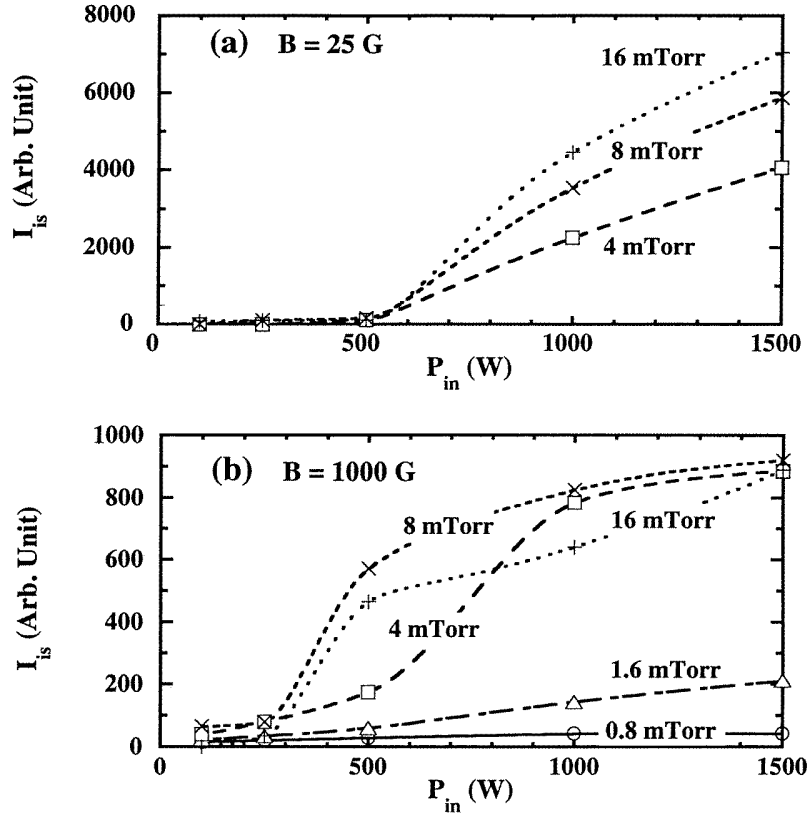 8000
(a) B = 25 G
16 mTorr
6000
8 mTorr
4000
4 mTorr
2000
0
I_is (Arb. Unit)
0 500 1000 1500
P_in (W)
1000
(b) B = 1000 G
800
8 mTorr
16 mTorr
600
400
4 mTorr
1.6 mTorr
200
0.8 mTorr
0
I_is (Arb. Unit)
0 500 1000 1500
P_in (W)